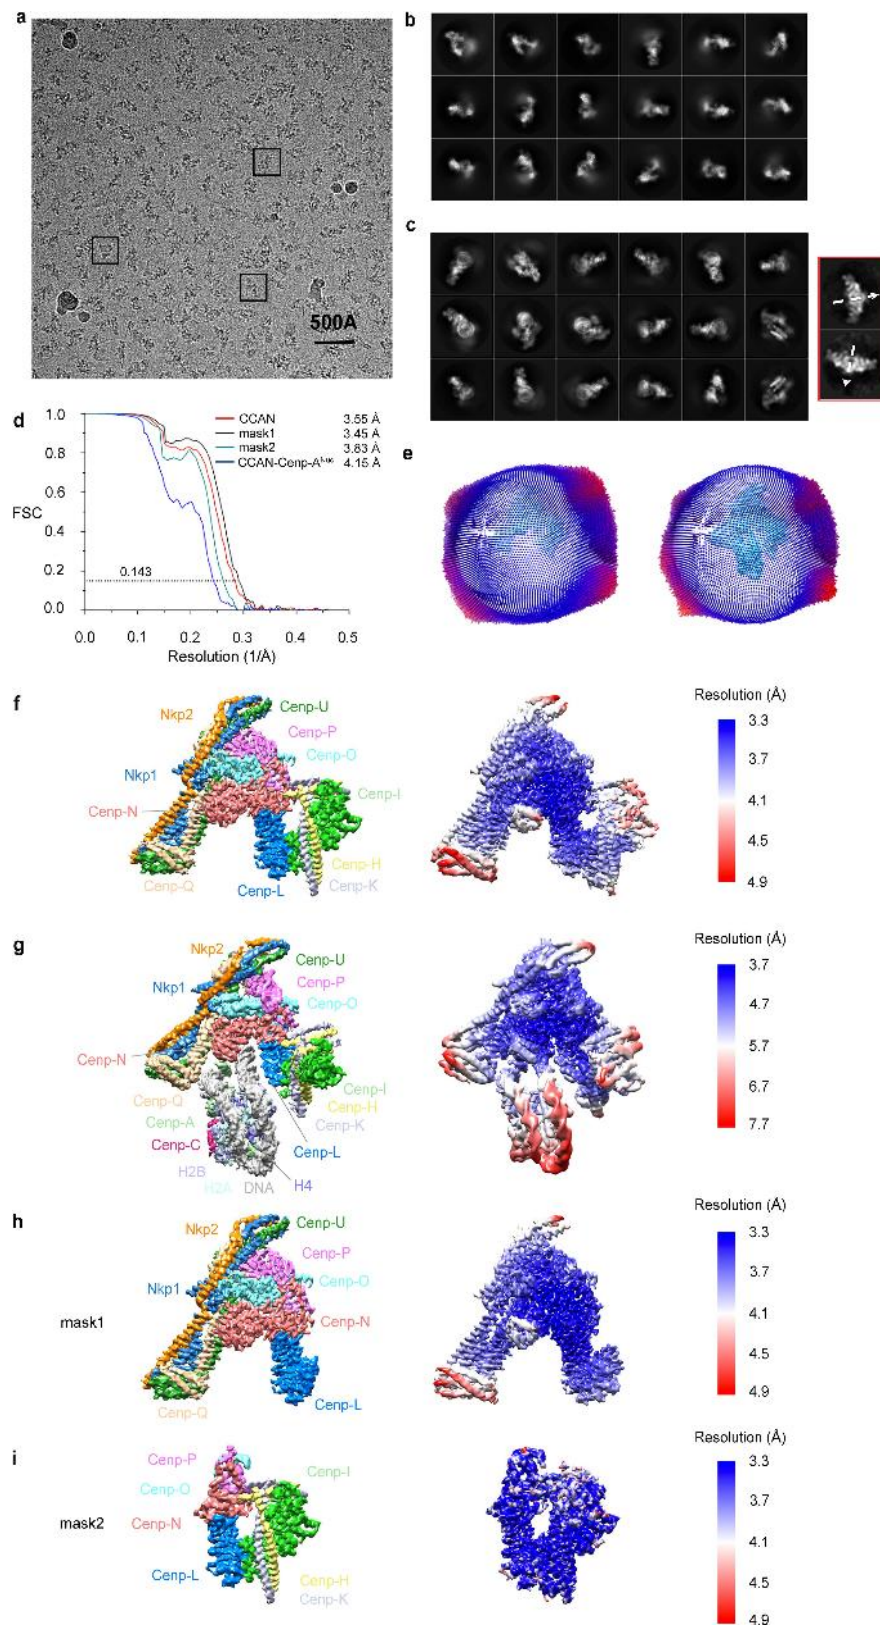 a
500A
b
c
d
1.0
0.8
0.6
FSC
0.4
0.2
0.0
CCAN 3.55 Å
mask1 3.45 Å
mask2 3.83 Å
CCAN-Cenp-A 4.15 Å
0.143
0.0 0.1 0.2 0.3 0.4 0.5
Resolution (1/Å)
e
f
Nkp2
Cenp-U
Cenp-P
Cenp-O
Nkp1
Cenp-I
Cenp-N
Cenp-H
Cenp-Q
Cenp-L
Cenp-K
Resolution (Å)
3.3
3.7
4.1
4.5
4.9
g
Nkp2
Cenp-U
Cenp-P
Nkp1
Cenp-O
Cenp-N
Cenp-I
Cenp-Q
Cenp-H
Cenp-A
Cenp-K
Cenp-C
Cenp-L
H2B
H2A
DNA
H4
Resolution (Å)
3.7
4.7
5.7
6.7
7.7
h
Nkp2
Cenp-U
Cenp-P
Cenp-O
Nkp1
Cenp-N
mask1
Cenp-Q
Cenp-L
Resolution (Å)
3.3
3.7
4.1
4.5
4.9
i
Cenp-P
Cenp-I
Cenp-O
mask2
Cenp-N
Cenp-L
Cenp-H
Cenp-K
Resolution (Å)
3.3
3.7
4.1
4.5
4.9